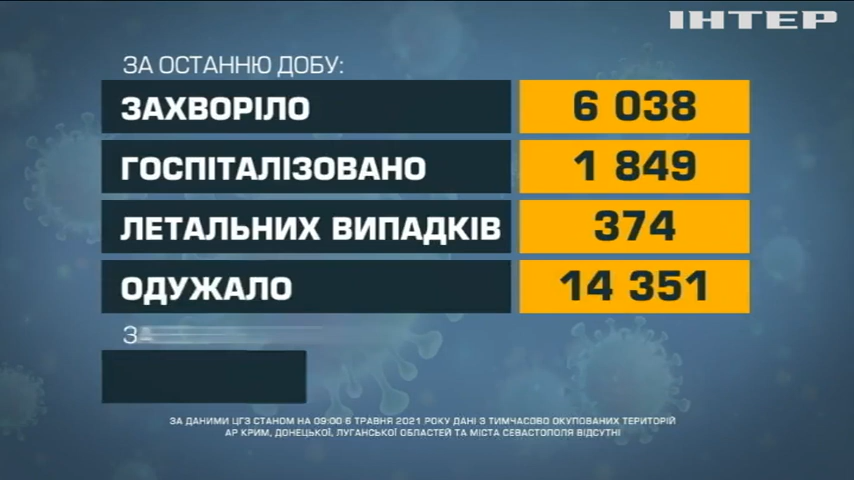 ІНТЕР
ЗА ОСТАННЮ ДОБУ:
ЗАХВОРІЛО 6 038
ГОСПІТАЛІЗОВАНО 1 849
ЛЕТАЛЬНИХ ВИПАДКІВ 374
ОДУЖАЛО 14 351
ЗА ДАНИМИ ЦГЗ СТАНОМ НА 09:00 6 ТРАВНЯ 2021 РОКУ ДАНІ З ТИМЧАСОВО ОКУПОВАНИХ ТЕРИТОРІЙ
АР КРИМ, ДОНЕЦЬКОЇ, ЛУГАНСЬКОЇ ОБЛАСТЕЙ ТА МІСТА СЕВАСТОПОЛЯ ВІДСУТНІ